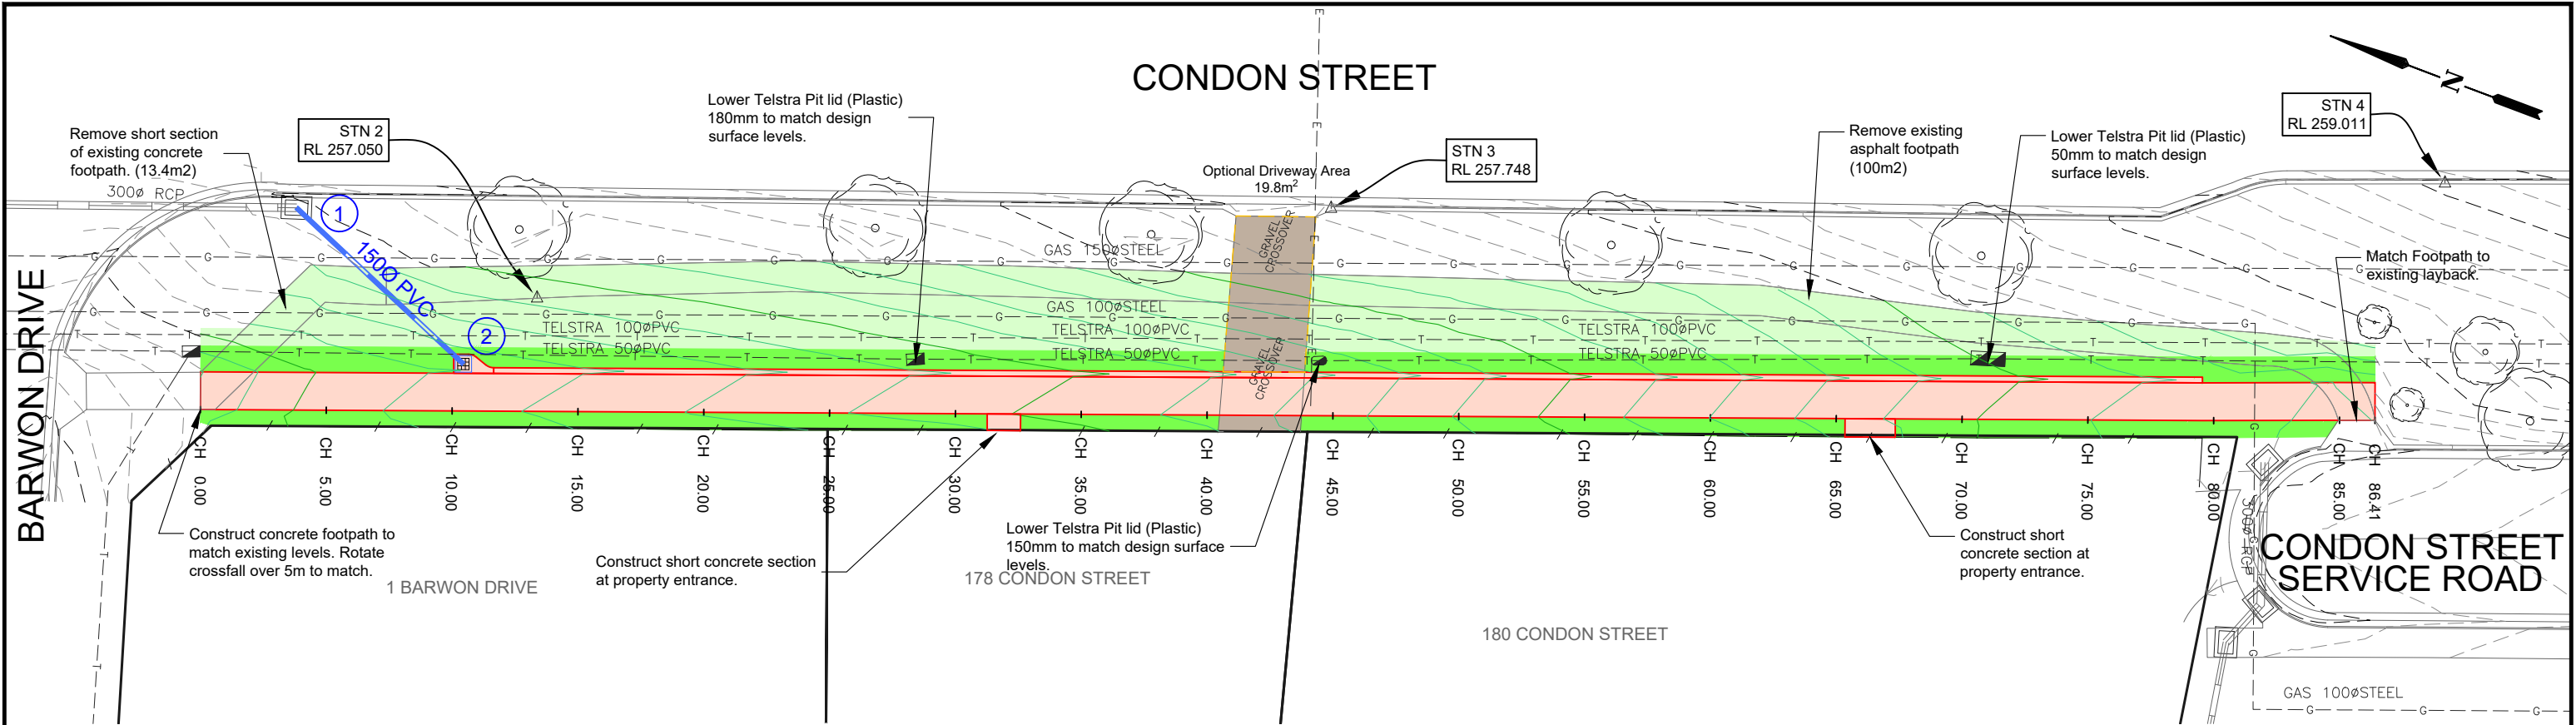 CONDON STREET
N
Lower Telstra Pit lid (Plastic)
180mm to match design
surface levels.
Remove short section
of existing concrete
footpath. (13.4m2)
STN 2
RL 257.050
STN 4
RL 259.011
Remove existing
asphalt footpath
(100m2)
Lower Telstra Pit lid (Plastic)
50mm to match design
surface levels.
STN 3
RL 257.748
Optional Driveway Area
19.8m²
300ø RCP
1
150Ø PVC
2
GAS 150øSTEEL
GRAVEL
CROSSOVER
Match Footpath to
existing layback.
BARWON DRIVE
GAS 100øSTEEL
TELSTRA 100øPVC
TELSTRA 50øPVC
TELSTRA 100øPVC
TELSTRA 50øPVC
TELSTRA 100øPVC
TELSTRA 50øPVC
GRAVEL
CROSSOVER
CH 0.00
CH 5.00
CH 10.00
CH 15.00
CH 20.00
CH 25.00
CH 30.00
CH 35.00
CH 40.00
CH 45.00
CH 50.00
CH 55.00
CH 60.00
CH 65.00
CH 70.00
CH 75.00
CH 80.00
CH 85.00
CH 86.41
Construct concrete footpath to
match existing levels. Rotate
crossfall over 5m to match.
Construct short concrete section
at property entrance.
Lower Telstra Pit lid (Plastic)
150mm to match design surface
levels.
Construct short
concrete section at
property entrance.
300ø RCP
CONDON STREET
SERVICE ROAD
1 BARWON DRIVE
178 CONDON STREET
180 CONDON STREET
GAS 100øSTEEL